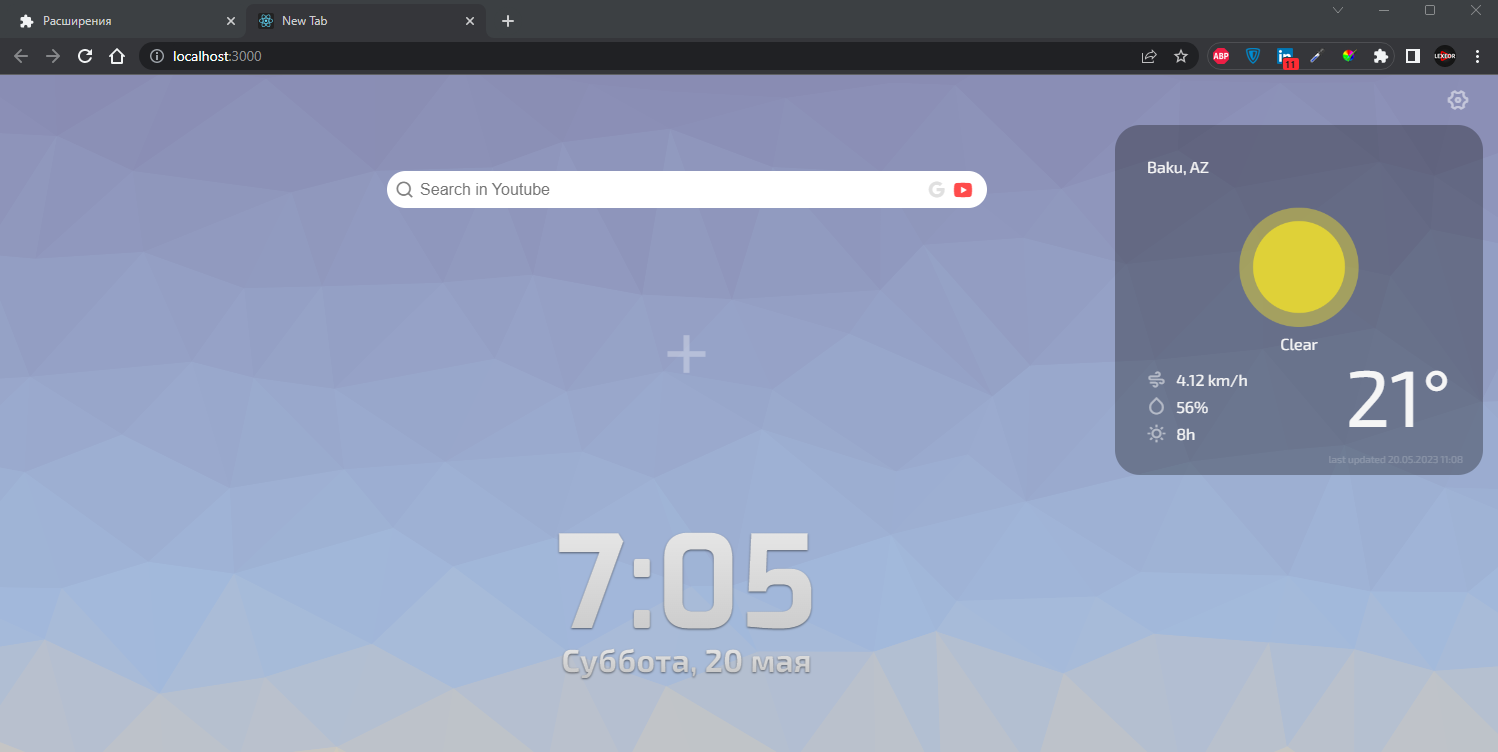 Расширения
New Tab
localhost:3000
ABP
in
11
LEXEOR
Baku, AZ
Search in Youtube
G
Clear
4.12 km/h
21°
56%
8h
last updated 20.05.2023 11:08
7:05
Суббота, 20 мая